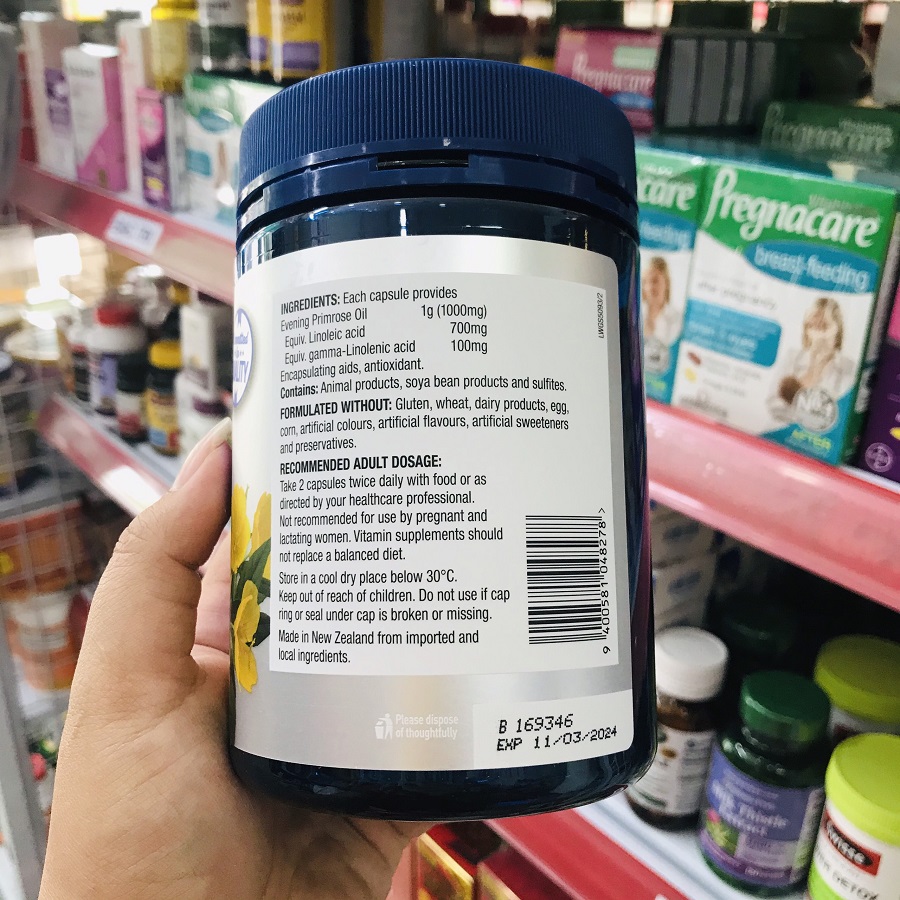 INGREDIENTS: Each capsule provides
Evening Primrose Oil 1g (1000mg)
Equiv. Linoleic acid 700mg
Equiv. gamma-Linolenic acid 100mg
Encapsulating aids, antioxidant.
Contains: Animal products, soya bean products and sulfites.
FORMULATED WITHOUT: Gluten, wheat, dairy products, egg,
corn, artificial colours, artificial flavours, artificial sweeteners
and preservatives.
RECOMMENDED ADULT DOSAGE:
Take 2 capsules twice daily with food or as
directed by your healthcare professional.
Not recommended for use by pregnant and
lactating women. Vitamin supplements should
not replace a balanced diet.
Store in a cool dry place below 30°C.
Keep out of reach of children. Do not use if cap
ring or seal under cap is broken or missing.
Made in New Zealand from imported and
local ingredients.
9 400581 048278 >
Please dispose
of thoughtfully
B 169346
EXP 11/03/2024
Pregnacare
Pregnacare
care
feeding
Pregnacare
breast-feeding
AFTER
Swisse
DETOX